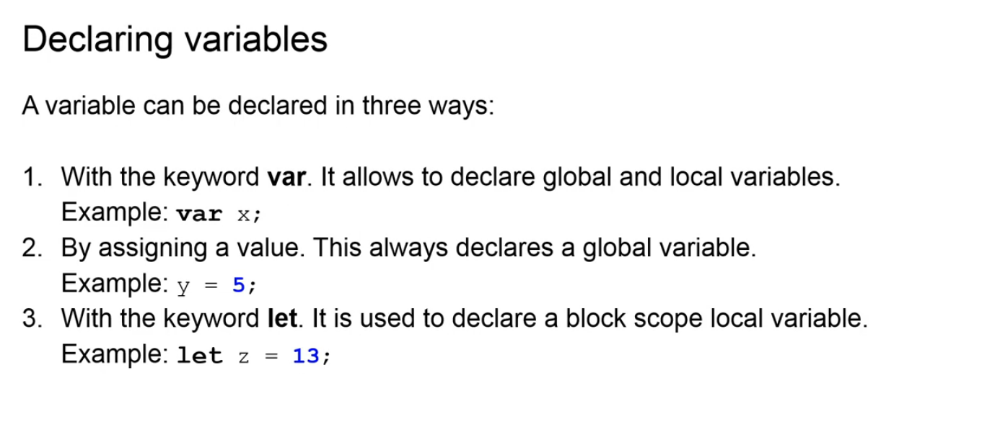 Declaring variables
A variable can be declared in three ways:
1. With the keyword var. It allows to declare global and local variables.
Example: var x;
2. By assigning a value. This always declares a global variable.
Example: y = 5;
3. With the keyword let. It is used to declare a block scope local variable.
Example: let z = 13;